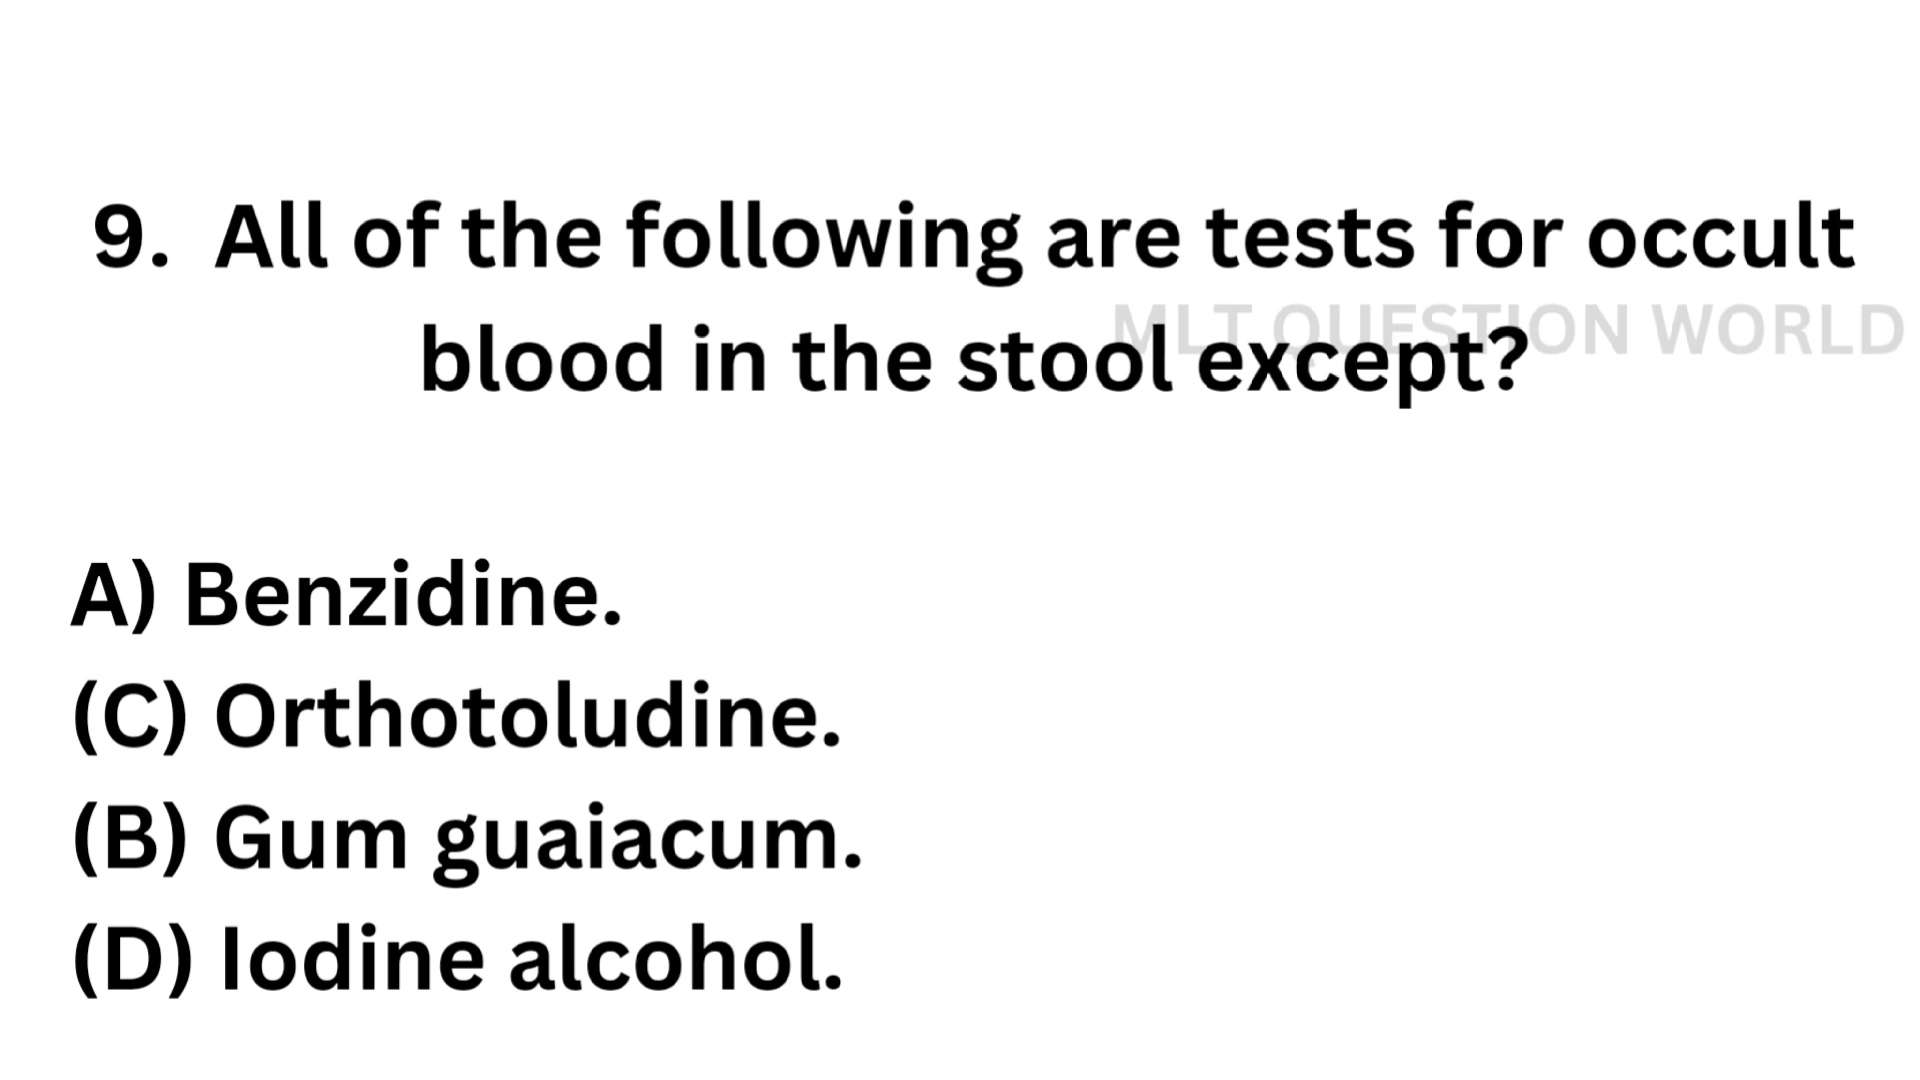 9. All of the following are tests for occult
MLT QUESTION WORLD
blood in the stool except?
A) Benzidine.
(C) Orthotoludine.
(B) Gum guaiacum.
(D) Iodine alcohol.